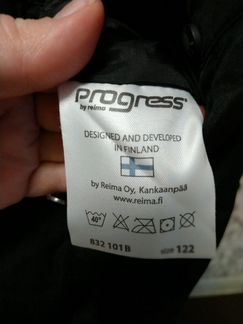 progress®
by reima
DESIGNED AND DEVELOPED
IN FINLAND
by Reima Oy, Kankaanpää
www.reima.fi
40°
832 101B size 122